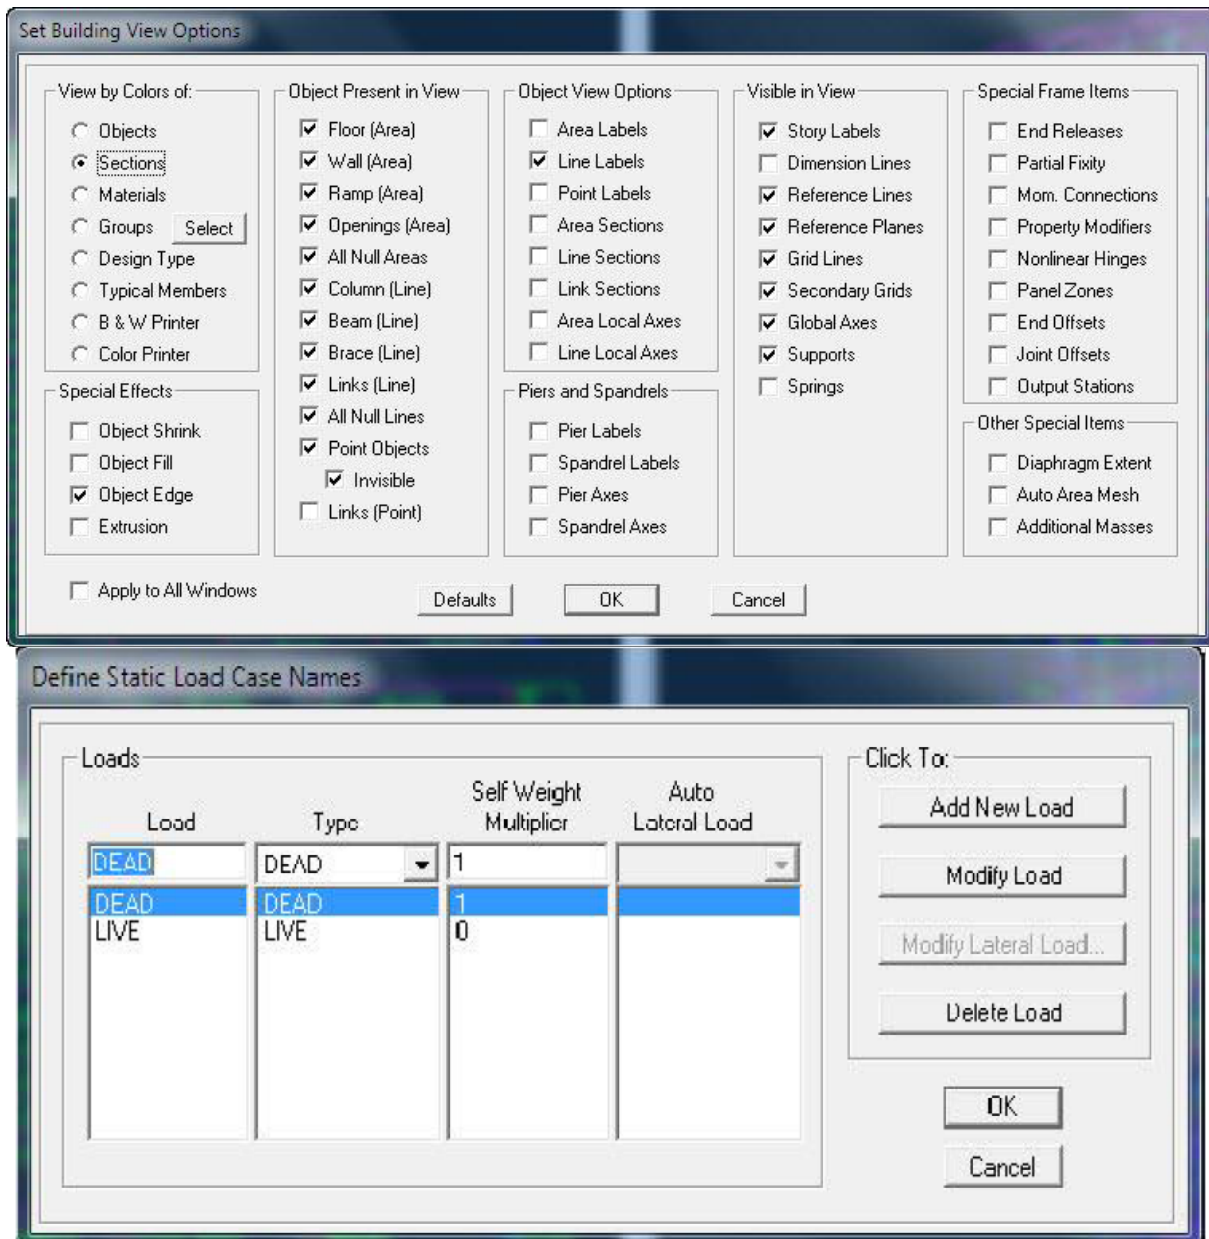 Set Building View Options
View by Colors of:
Objects
Sections
Materials
Groups Select
Design Type
Typical Members
B & W Printer
Color Printer
Special Effects
Object Shrink
Object Fill
Object Edge
Extrusion
Object Present in View
Floor (Area)
Wall (Area)
Ramp (Area)
Openings (Area)
All Null Areas
Column (Line)
Beam (Line)
Brace (Line)
Links (Line)
All Null Lines
Point Objects
Invisible
Links (Point)
Object View Options
Area Labels
Line Labels
Point Labels
Area Sections
Line Sections
Link Sections
Area Local Axes
Line Local Axes
Piers and Spandrels
Pier Labels
Spandrel Labels
Pier Axes
Spandrel Axes
Visible in View
Story Labels
Dimension Lines
Reference Lines
Reference Planes
Grid Lines
Secondary Grids
Global Axes
Supports
Springs
Special Frame Items
End Releases
Partial Fixity
Mom. Connections
Property Modifiers
Nonlinear Hinges
Panel Zones
End Offsets
Joint Offsets
Output Stations
Other Special Items
Diaphragm Extent
Auto Area Mesh
Additional Masses
Apply to All Windows
Defaults OK Cancel
Define Static Load Case Names
Loads
Load Type Self Weight Multiplier Auto Lateral Load
DEAD DEAD 1
DEAD DEAD 1
LIVE LIVE 0
Click To:
Add New Load
Modify Load
Modify Lateral Load...
Delete Load
OK
Cancel